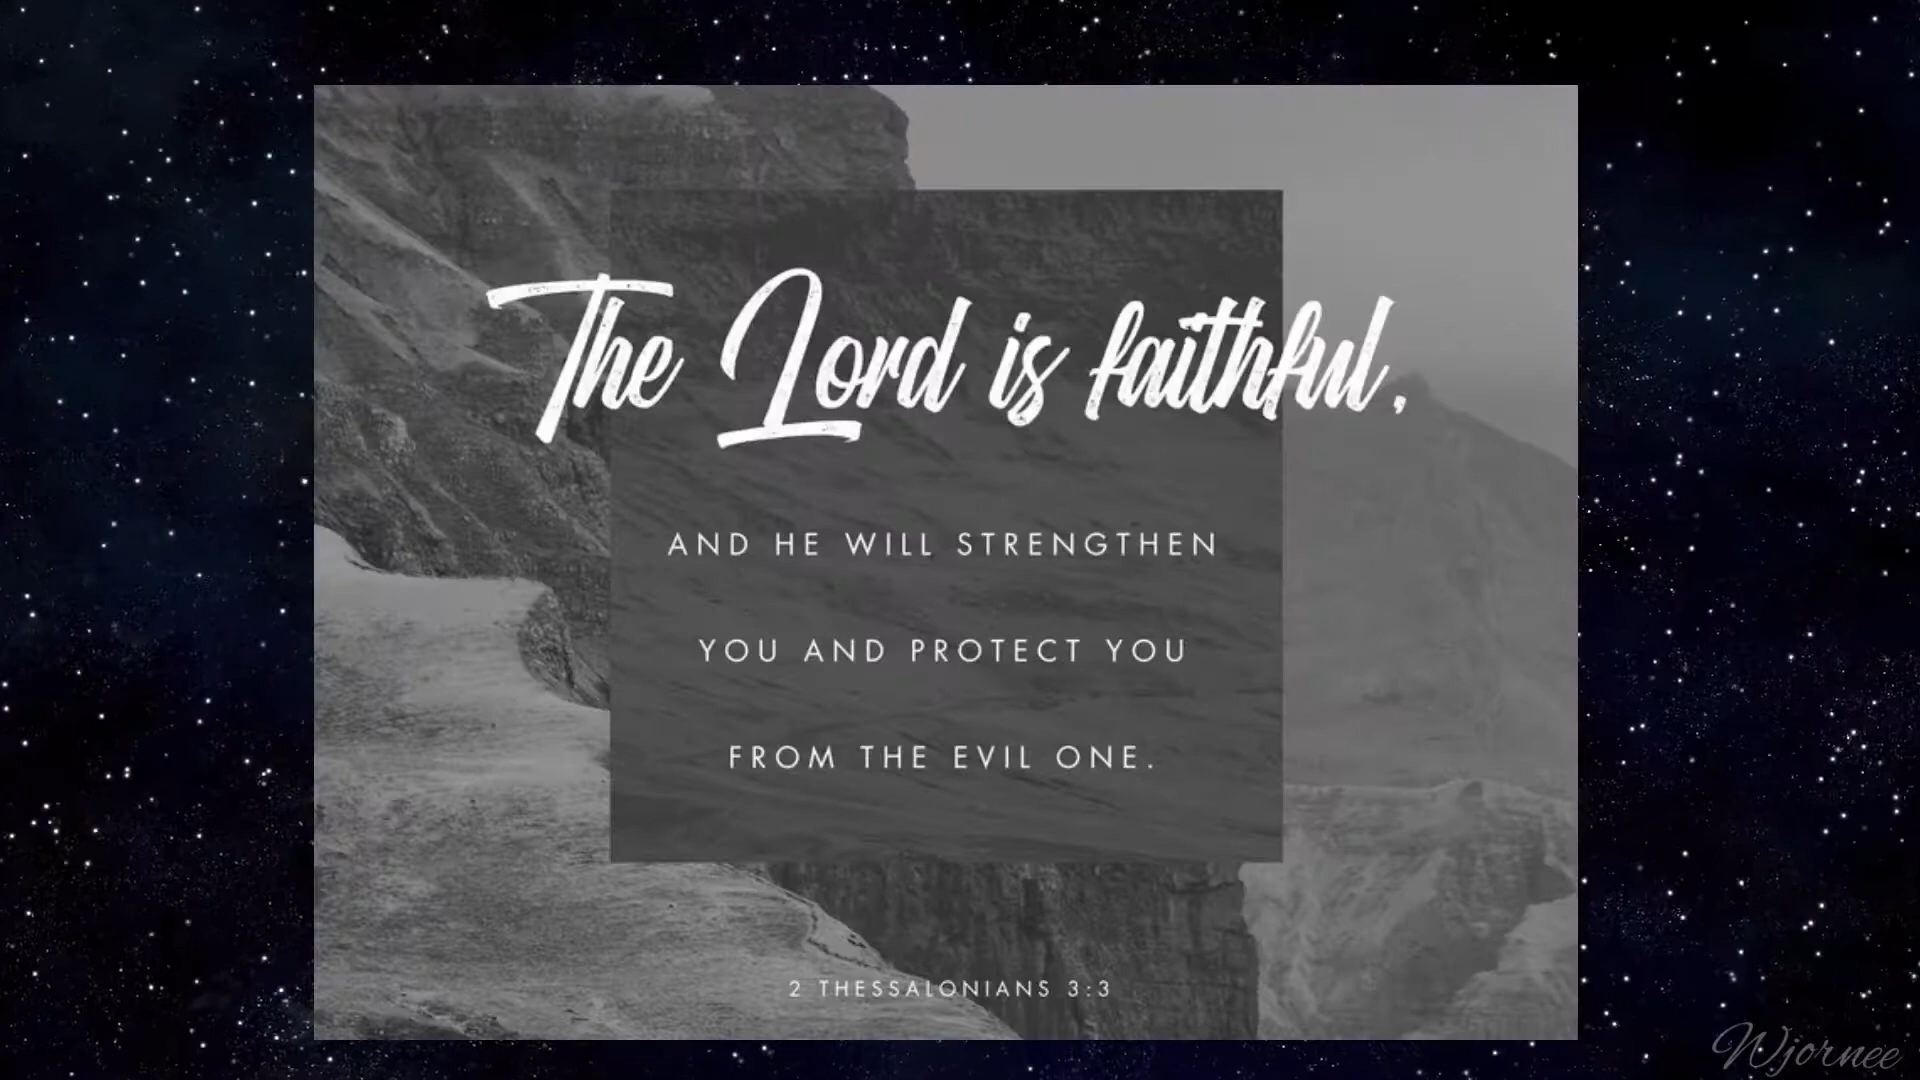 The Lord is faithful,
AND HE WILL STRENGTHEN
YOU AND PROTECT YOU
FROM THE EVIL ONE.
2 THESSALONIANS 3:3
Wjornee